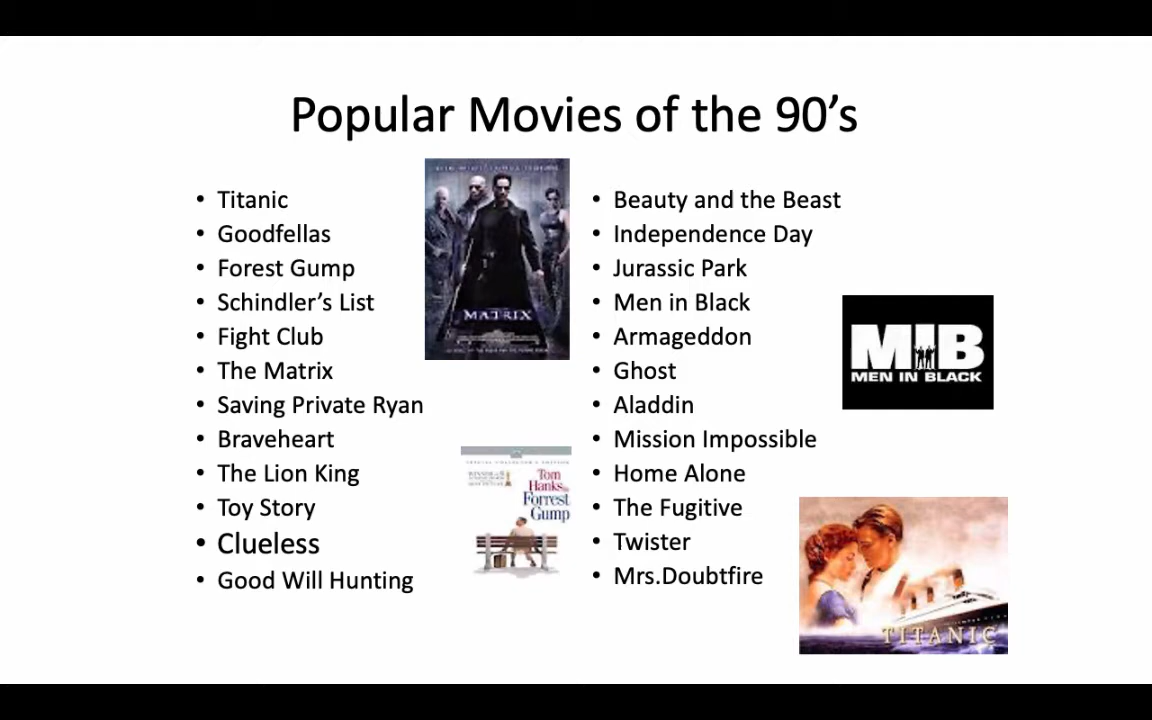 Popular Movies of the 90’s
• Titanic
• Goodfellas
• Forest Gump
• Schindler’s List
• Fight Club
• The Matrix
• Saving Private Ryan
• Braveheart
• The Lion King
• Toy Story
• Clueless
• Good Will Hunting
MATRIX
Tom
Hanks
Forrest
Gump
• Beauty and the Beast
• Independence Day
• Jurassic Park
• Men in Black
• Armageddon
• Ghost
• Aladdin
• Mission Impossible
• Home Alone
• The Fugitive
• Twister
• Mrs.Doubtfire
MIB
MEN IN BLACK
TITANIC